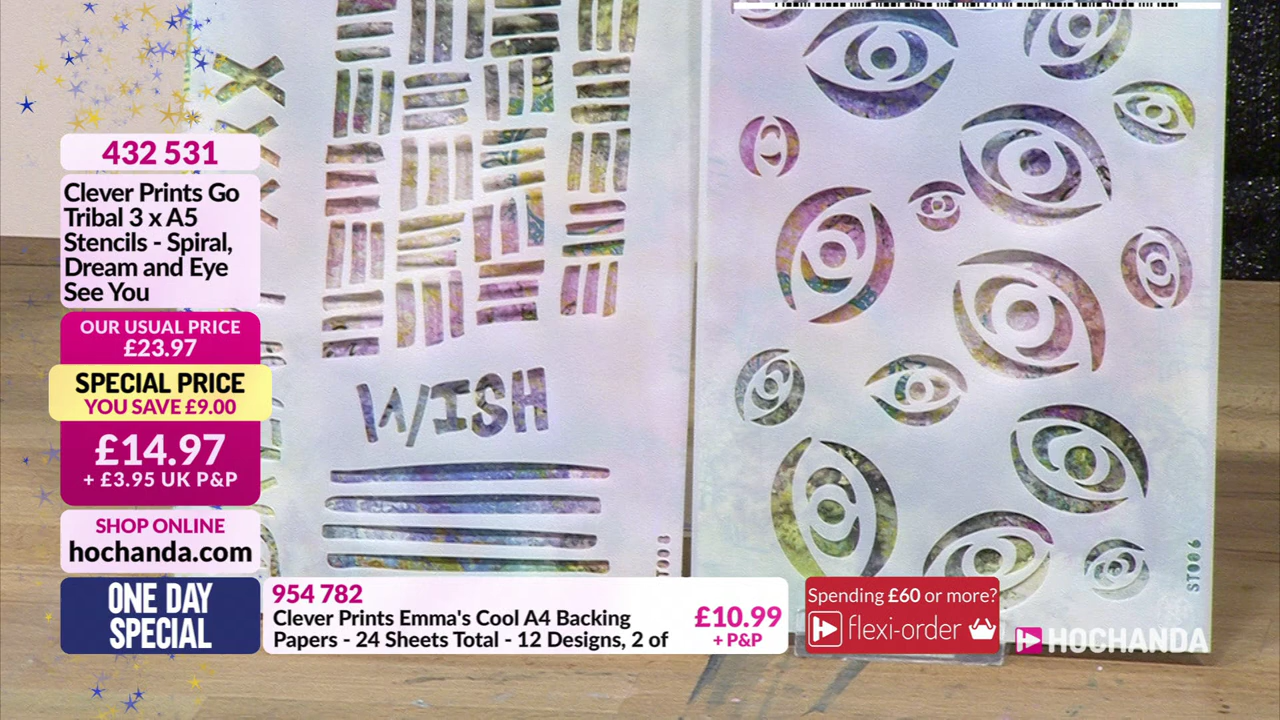 432 531
Clever Prints Go
Tribal 3 x A5
Stencils - Spiral,
Dream and Eye
See You
OUR USUAL PRICE
£23.97
SPECIAL PRICE
YOU SAVE £9.00
£14.97
+ £3.95 UK P&P
SHOP ONLINE
hochanda.com
ONE DAY
SPECIAL
954 782
Clever Prints Emma's Cool A4 Backing
Papers - 24 Sheets Total - 12 Designs, 2 of
£10.99
+ P&P
Spending £60 or more?
flexi-order
HOCHANDA
WISH
ST006